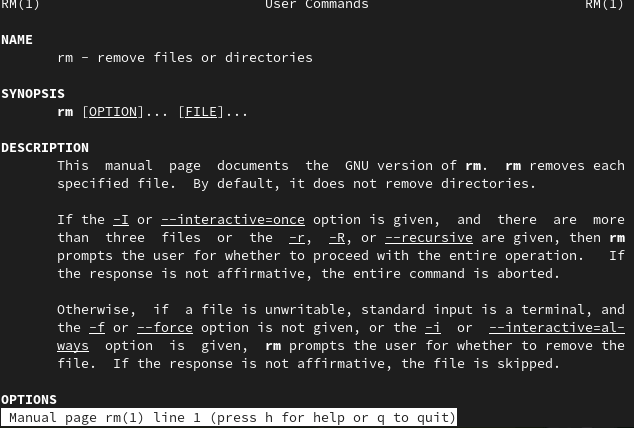 RM(1) User Commands RM(1)
NAME
rm - remove files or directories
SYNOPSIS
rm [OPTION]... [FILE]...
DESCRIPTION
This manual page documents the GNU version of rm. rm removes each
specified file. By default, it does not remove directories.
If the -I or --interactive=once option is given, and there are more
than three files or the -r, -R, or --recursive are given, then rm
prompts the user for whether to proceed with the entire operation. If
the response is not affirmative, the entire command is aborted.
Otherwise, if a file is unwritable, standard input is a terminal, and
the -f or --force option is not given, or the -i or --interactive=al-
ways option is given, rm prompts the user for whether to remove the
file. If the response is not affirmative, the file is skipped.
OPTIONS
Manual page rm(1) line 1 (press h for help or q to quit)